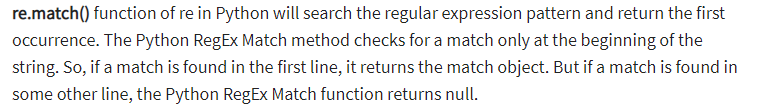 re.match() function of re in Python will search the regular expression pattern and return the first
occurrence. The Python RegEx Match method checks for a match only at the beginning of the
string. So, if a match is found in the first line, it returns the match object. But if a match is found in
some other line, the Python RegEx Match function returns null.